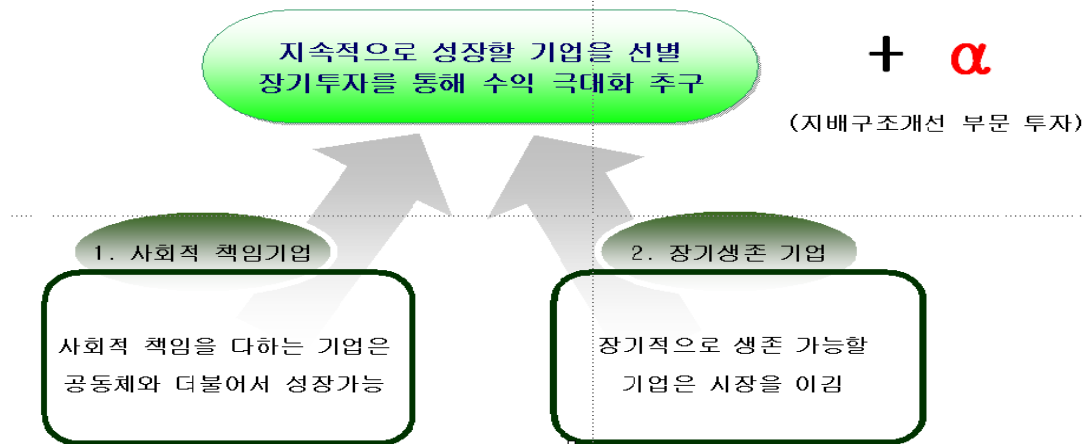 지속적으로 성장할 기업을 선별
장기투자를 통해 수익 극대화 추구
+ α
(지배구조개선 부문 투자)
1. 사회적 책임기업
사회적 책임을 다하는 기업은
공동체와 더불어서 성장가능
2. 장기생존 기업
장기적으로 생존 가능할
기업은 시장을 이김